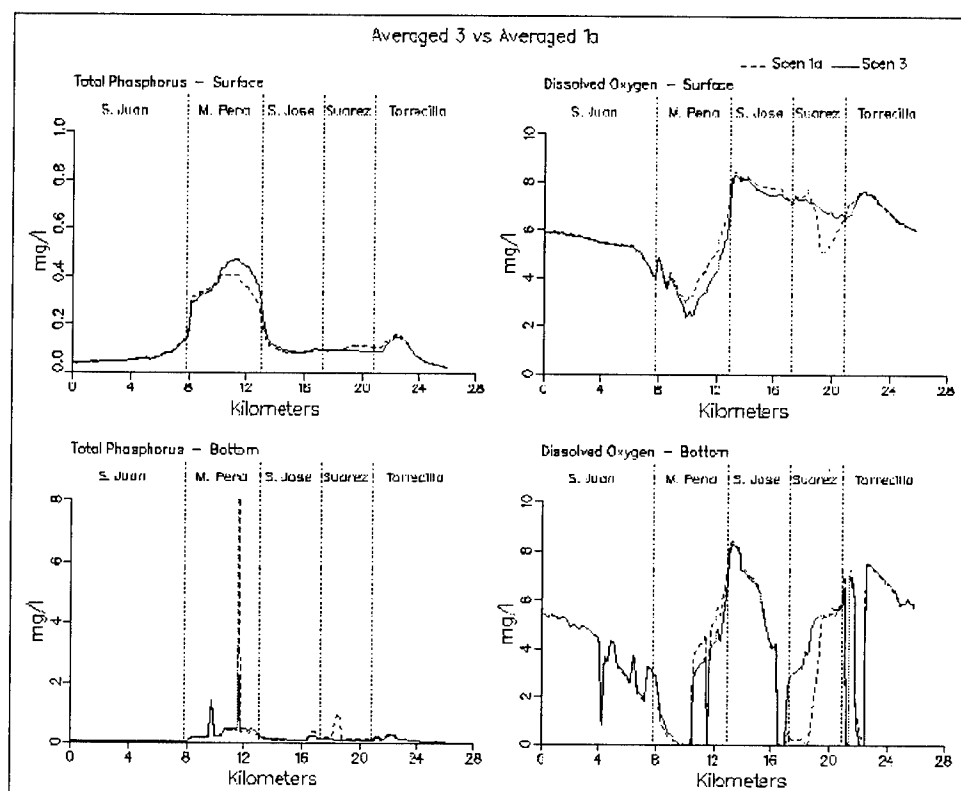 Averaged 3 vs Averaged 1a
Scen 1a Scen 3
Total Phosphorus – Surface
S. Juan M. Pena S. Jose Suarez Torrecilla
mg/l
0.0 0.2 0.4 0.6 0.8 1.0
0 4 8 12 16 20 24 28
Kilometers
Dissolved Oxygen – Surface
S. Juan M. Pena S. Jose Suarez Torrecilla
mg/l
0 2 4 6 8 10
0 4 8 12 16 20 24 28
Kilometers
Total Phosphorus – Bottom
S. Juan M. Pena S. Jose Suarez Torrecilla
mg/l
0 2 4 6 8
0 4 8 12 16 20 24 28
Kilometers
Dissolved Oxygen – Bottom
S. Juan M. Pena S. Jose Suarez Torrecilla
mg/l
0 2 4 6 8 10
0 4 8 12 16 20 24 28
Kilometers